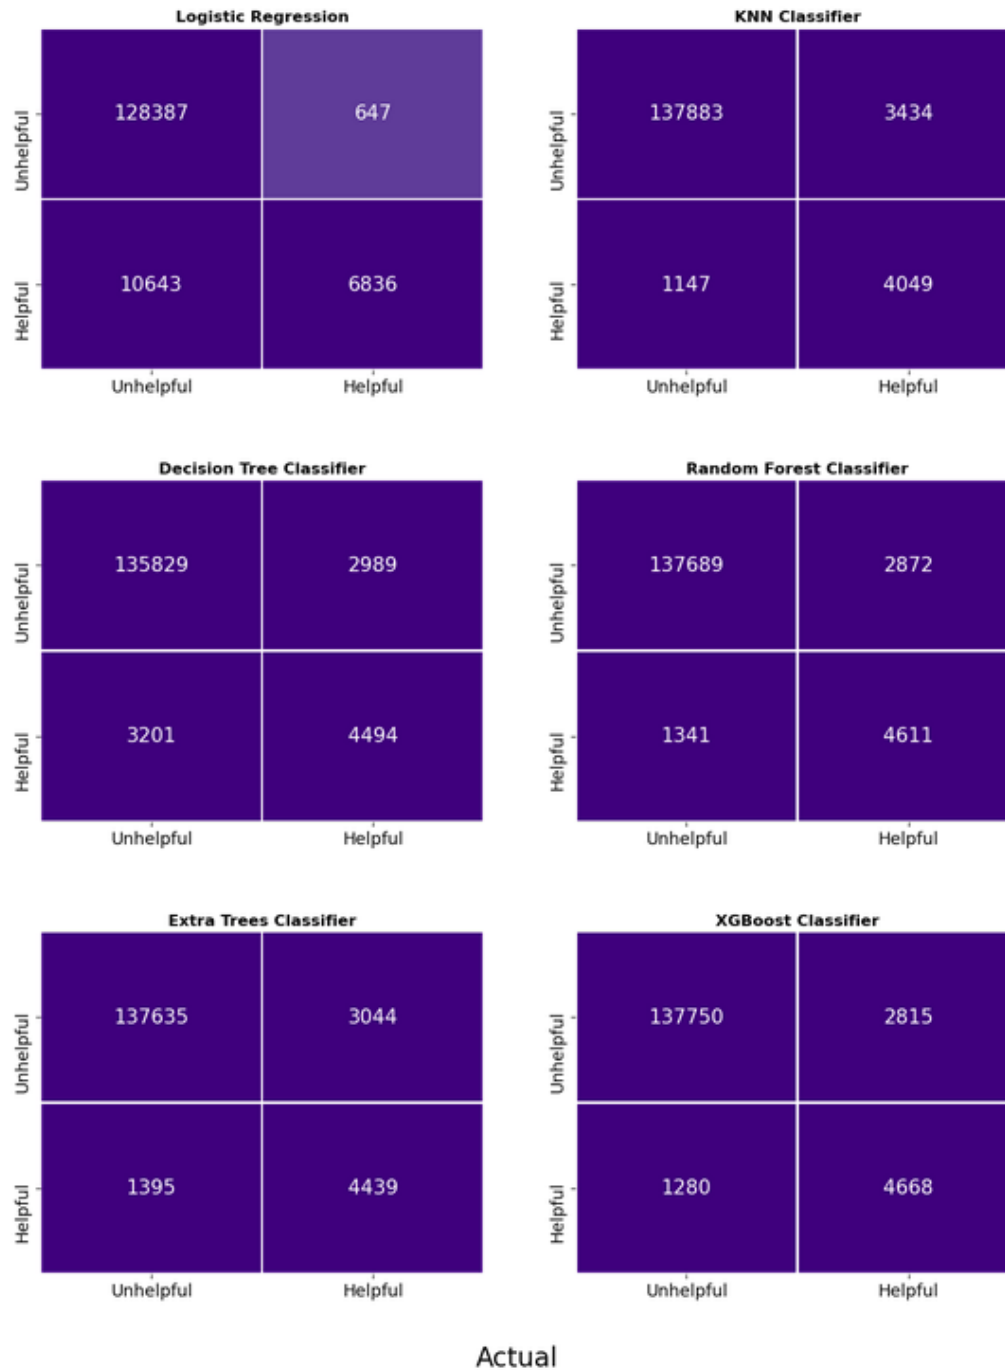 Logistic Regression
KNN Classifier
Unhelpful
128387
647
Unhelpful
137883
3434
Helpful
10643
6836
Helpful
1147
4049
Unhelpful
Helpful
Unhelpful
Helpful
Decision Tree Classifier
Random Forest Classifier
Unhelpful
135829
2989
Unhelpful
137689
2872
Helpful
3201
4494
Helpful
1341
4611
Unhelpful
Helpful
Unhelpful
Helpful
Extra Trees Classifier
XGBoost Classifier
Unhelpful
137635
3044
Unhelpful
137750
2815
Helpful
1395
4439
Helpful
1280
4668
Unhelpful
Helpful
Unhelpful
Helpful
Actual